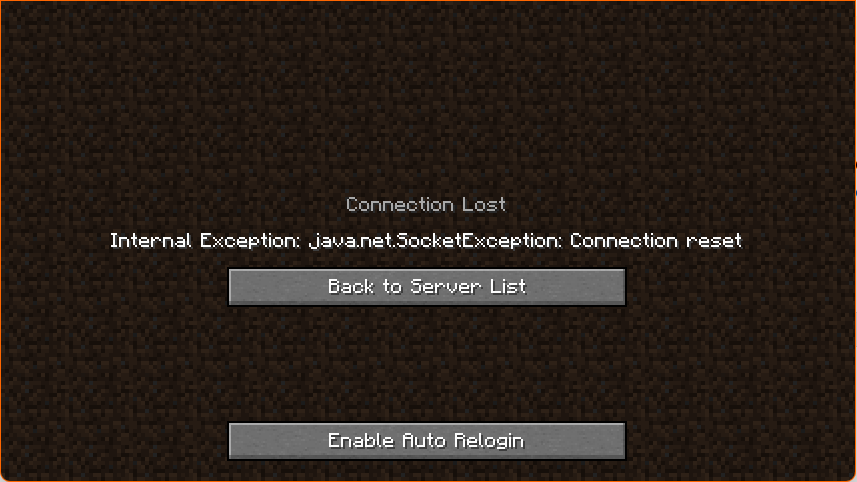 Connection Lost
Internal Exception: java.net.SocketException: Connection reset
Back to Server List
Enable Auto Relogin